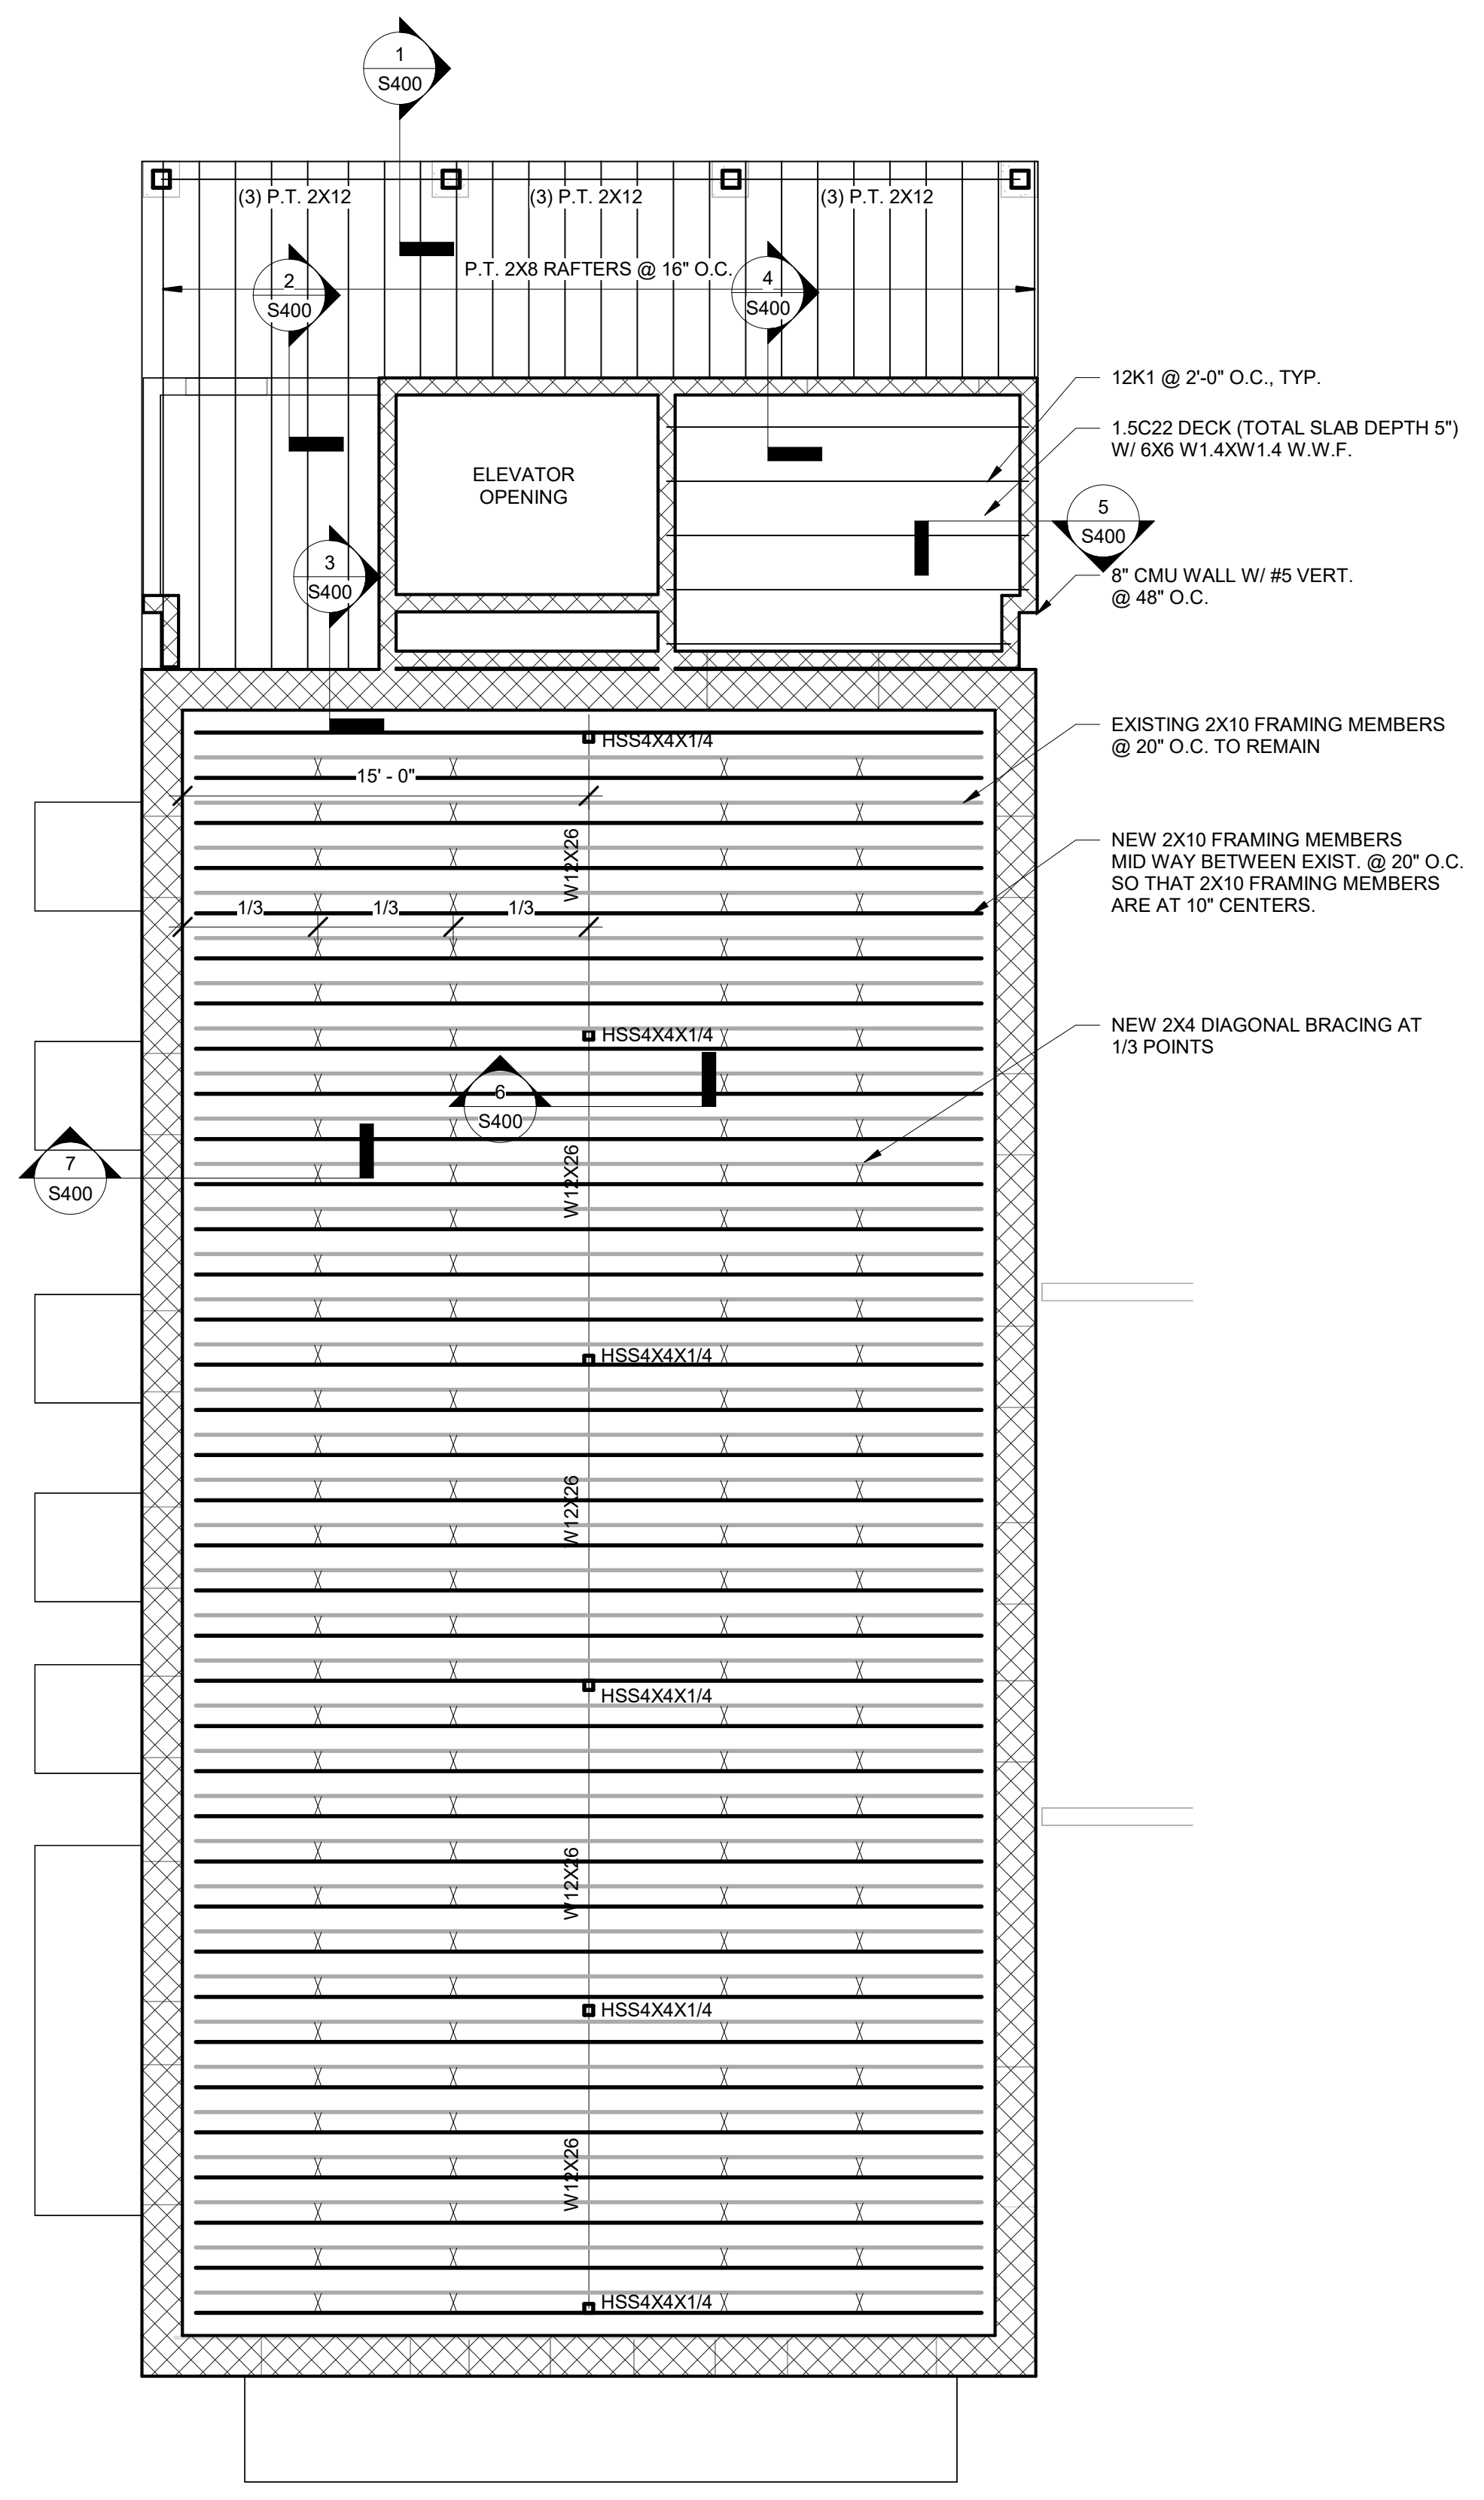 1
S400
(3) P.T. 2X12
(3) P.T. 2X12
(3) P.T. 2X12
P.T. 2X8 RAFTERS @ 16" O.C.
2
S400
4
S400
12K1 @ 2'-0" O.C., TYP.
1.5C22 DECK (TOTAL SLAB DEPTH 5")
W/ 6X6 W1.4XW1.4 W.W.F.
ELEVATOR
OPENING
5
S400
3
S400
8" CMU WALL W/ #5 VERT.
@ 48" O.C.
EXISTING 2X10 FRAMING MEMBERS
@ 20" O.C. TO REMAIN
HSS4X4X1/4
15' - 0"
W12X26
NEW 2X10 FRAMING MEMBERS
MID WAY BETWEEN EXIST. @ 20" O.C.
SO THAT 2X10 FRAMING MEMBERS
ARE AT 10" CENTERS.
1/3
1/3
1/3
NEW 2X4 DIAGONAL BRACING AT
1/3 POINTS
HSS4X4X1/4
6
S400
7
S400
W12X26
HSS4X4X1/4
W12X26
HSS4X4X1/4
W12X26
HSS4X4X1/4
W12X26
HSS4X4X1/4